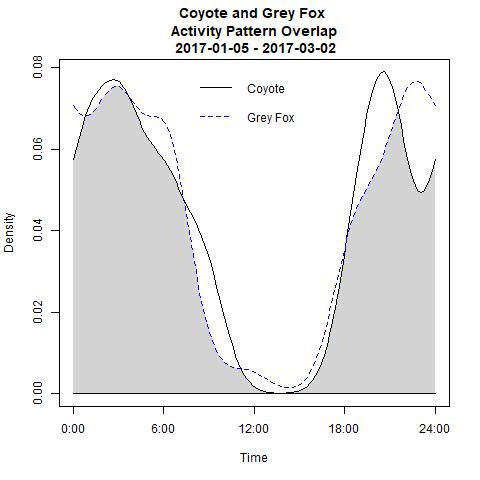 Coyote and Grey Fox
Activity Pattern Overlap
2017-01-05 - 2017-03-02
Coyote
Grey Fox
Density
0.08
0.06
0.04
0.02
0.00
0:00 6:00 12:00 18:00 24:00
Time